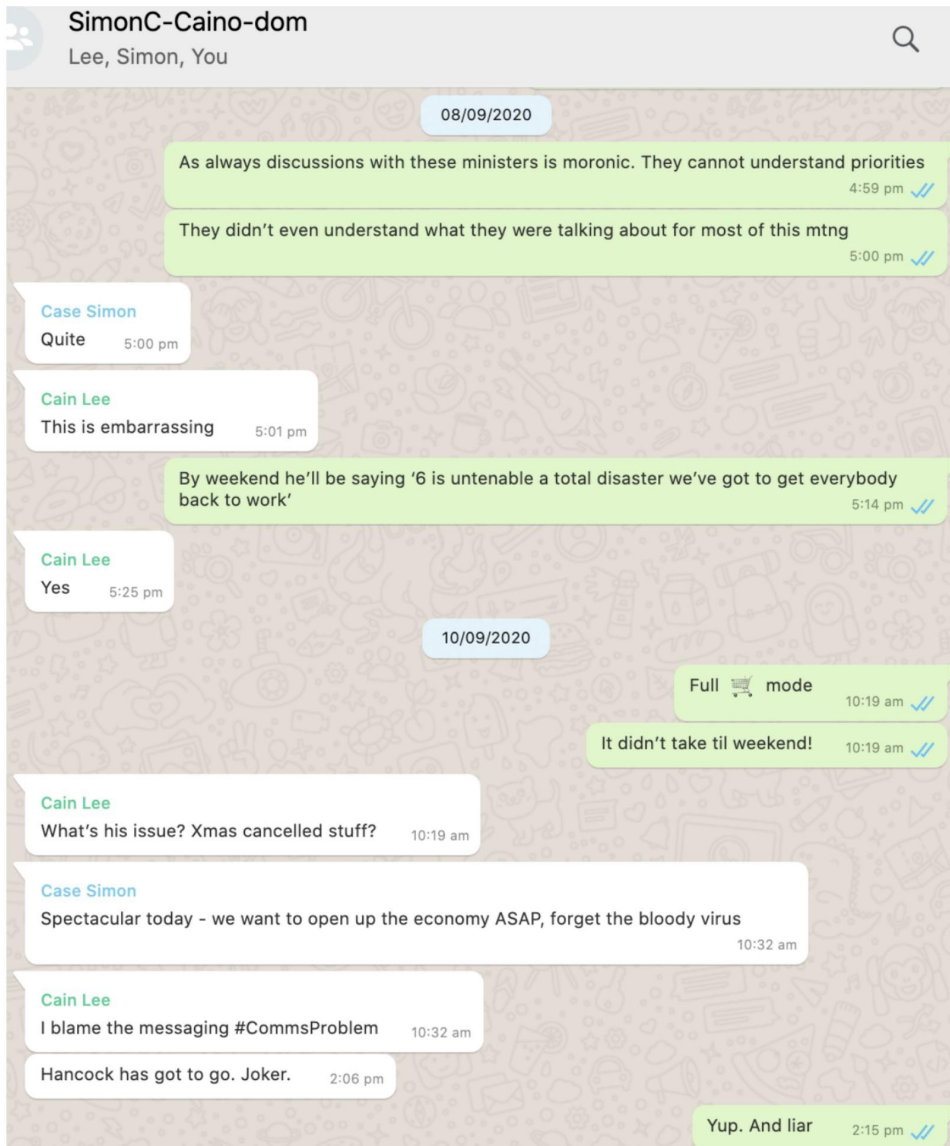 SimonC-Caino-dom
Lee, Simon, You
08/09/2020
As always discussions with these ministers is moronic. They cannot understand priorities
4:59 pm
They didn't even understand what they were talking about for most of this mtng
5:00 pm
Case Simon
Quite 5:00 pm
Cain Lee
This is embarrassing 5:01 pm
By weekend he'll be saying '6 is untenable a total disaster we've got to get everybody
back to work' 5:14 pm
Cain Lee
Yes 5:25 pm
10/09/2020
Full 🛒 mode 10:19 am
It didn't take til weekend! 10:19 am
Cain Lee
What's his issue? Xmas cancelled stuff? 10:19 am
Case Simon
Spectacular today - we want to open up the economy ASAP, forget the bloody virus
10:32 am
Cain Lee
I blame the messaging #CommsProblem 10:32 am
Hancock has got to go. Joker. 2:06 pm
Yup. And liar 2:15 pm